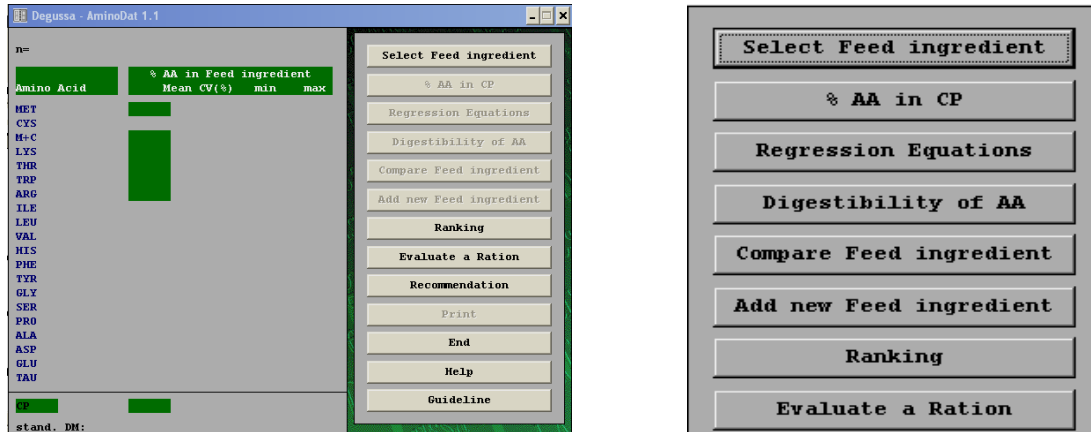 Degussa - AminoDat 1.1
n=
% AA in Feed ingredient
Amino Acid Mean CV(%) min max
MET
CYS
M+C
LYS
THR
TRP
ARG
ILE
LEU
VAL
HIS
PHE
TYR
GLY
SER
PRO
ALA
ASP
GLU
TAU
CP
stand. DM:
Select Feed ingredient
% AA in CP
Regression Equations
Digestibility of AA
Compare Feed ingredient
Add new Feed ingredient
Ranking
Evaluate a Ration
Recommendation
Print
End
Help
Guideline
Select Feed ingredient
% AA in CP
Regression Equations
Digestibility of AA
Compare Feed ingredient
Add new Feed ingredient
Ranking
Evaluate a Ration